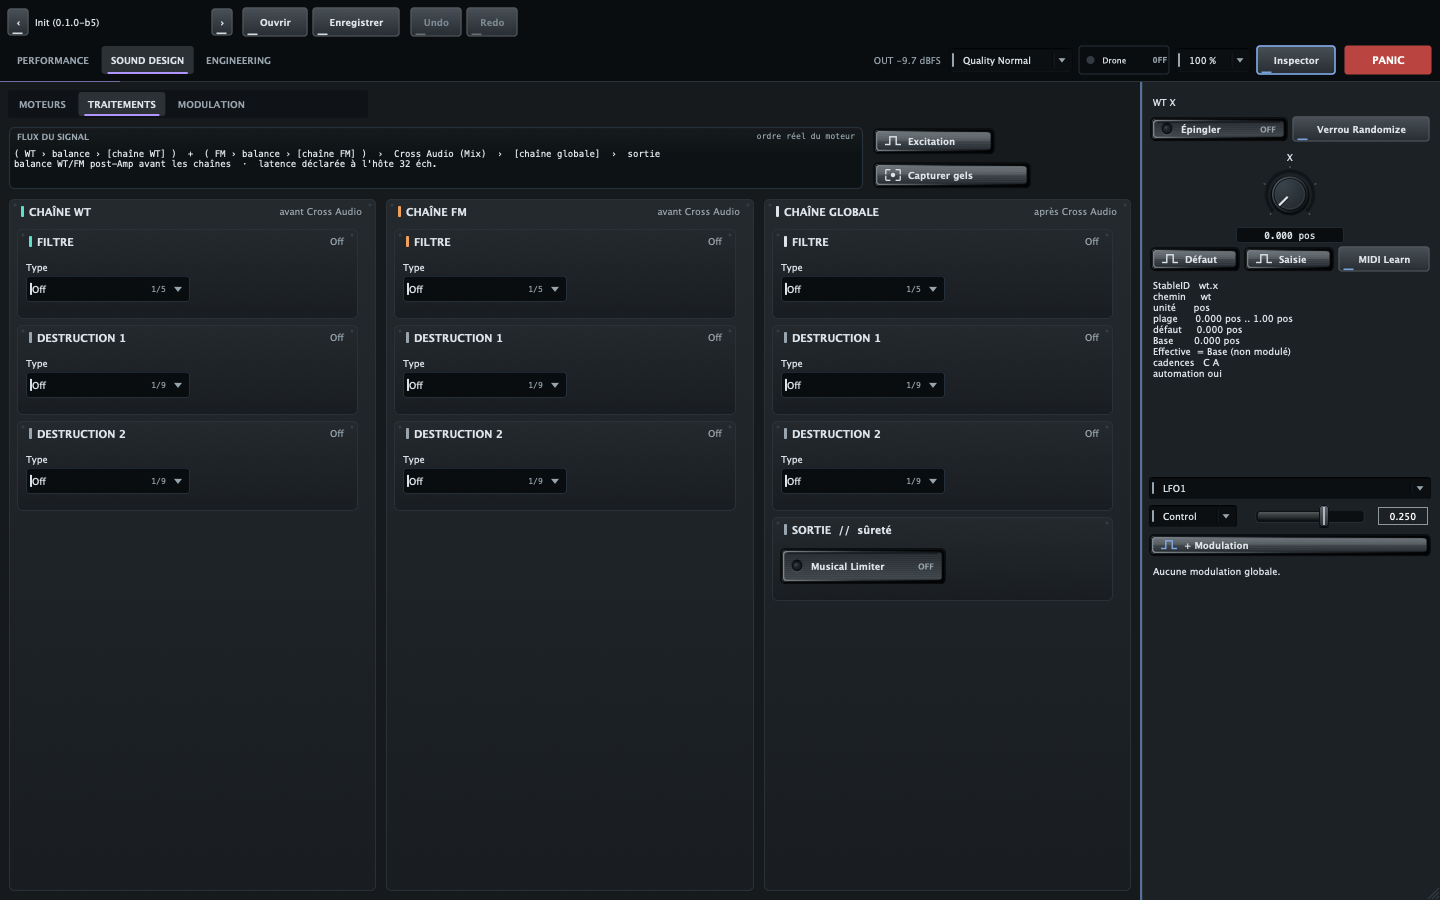 ‹ Init (0.1.0-b5) › Ouvrir Enregistrer Undo Redo
PERFORMANCE SOUND DESIGN ENGINEERING OUT -9.7 dBFS Quality Normal Drone OFF 100 % Inspector PANIC
MOTEURS TRAITEMENTS MODULATION
FLUX DU SIGNAL ordre réel du moteur
( WT › balance › [chaîne WT] ) + ( FM › balance › [chaîne FM] ) › Cross Audio (Mix) › [chaîne globale] › sortie
balance WT/FM post-Amp avant les chaînes · latence déclarée à l'hôte 32 éch.
Excitation
Capturer gels
CHAÎNE WT avant Cross Audio
FILTRE Off
Type
Off 1/5
DESTRUCTION 1 Off
Type
Off 1/9
DESTRUCTION 2 Off
Type
Off 1/9
CHAÎNE FM avant Cross Audio
FILTRE Off
Type
Off 1/5
DESTRUCTION 1 Off
Type
Off 1/9
DESTRUCTION 2 Off
Type
Off 1/9
CHAÎNE GLOBALE après Cross Audio
FILTRE Off
Type
Off 1/5
DESTRUCTION 1 Off
Type
Off 1/9
DESTRUCTION 2 Off
Type
Off 1/9
SORTIE // sûreté
Musical Limiter OFF
WT X
Épingler OFF Verrou Randomize
X
0.000 pos
Défaut Saisie MIDI Learn
StableID wt.x
chemin wt
unité pos
plage 0.000 pos .. 1.00 pos
défaut 0.000 pos
Base 0.000 pos
Effective = Base (non modulé)
cadences C A
automation oui
LFO1
Control 0.250
+ Modulation
Aucune modulation globale.